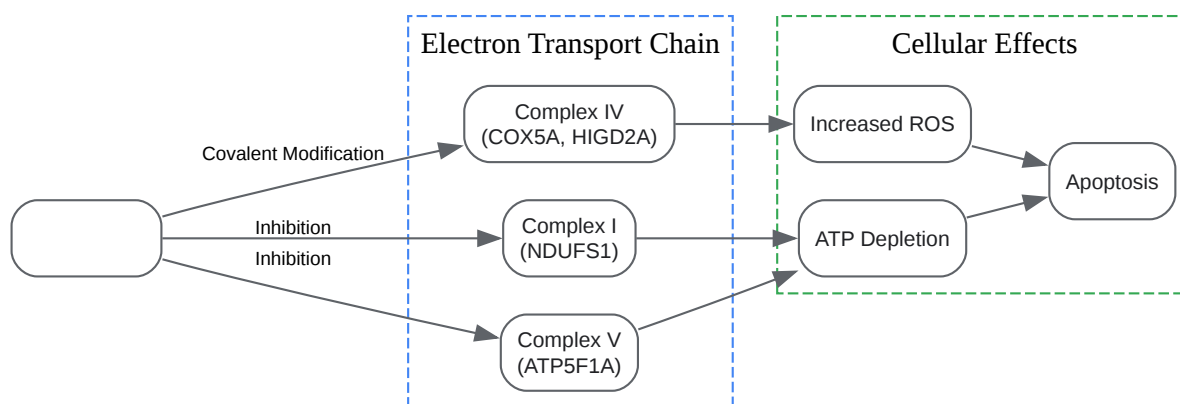 Electron Transport Chain
Cellular Effects
Complex IV
(COX5A, HIGD2A)
Increased ROS
Covalent Modification
Apoptosis
Complex I
(NDUFS1)
Inhibition
ATP Depletion
Inhibition
Complex V
(ATP5F1A)